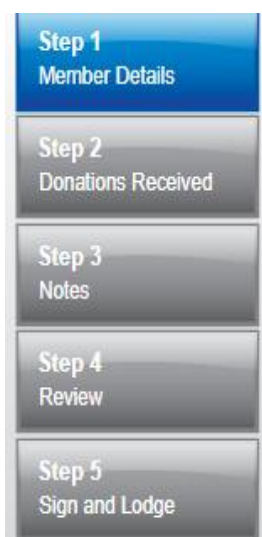 Step 1
Member Details
Step 2
Donations Received
Step 3
Notes
Step 4
Review
Step 5
Sign and Lodge